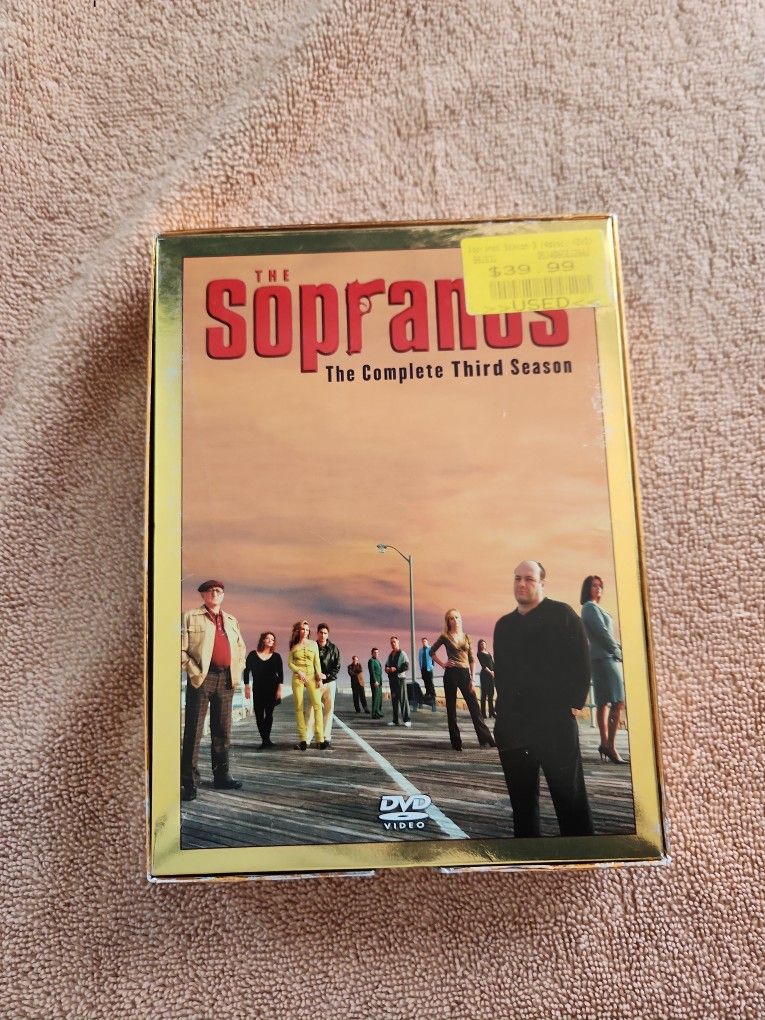 THE
Sopranos
$39.99
>>USED<<
The Complete Third Season
DVD
VIDEO